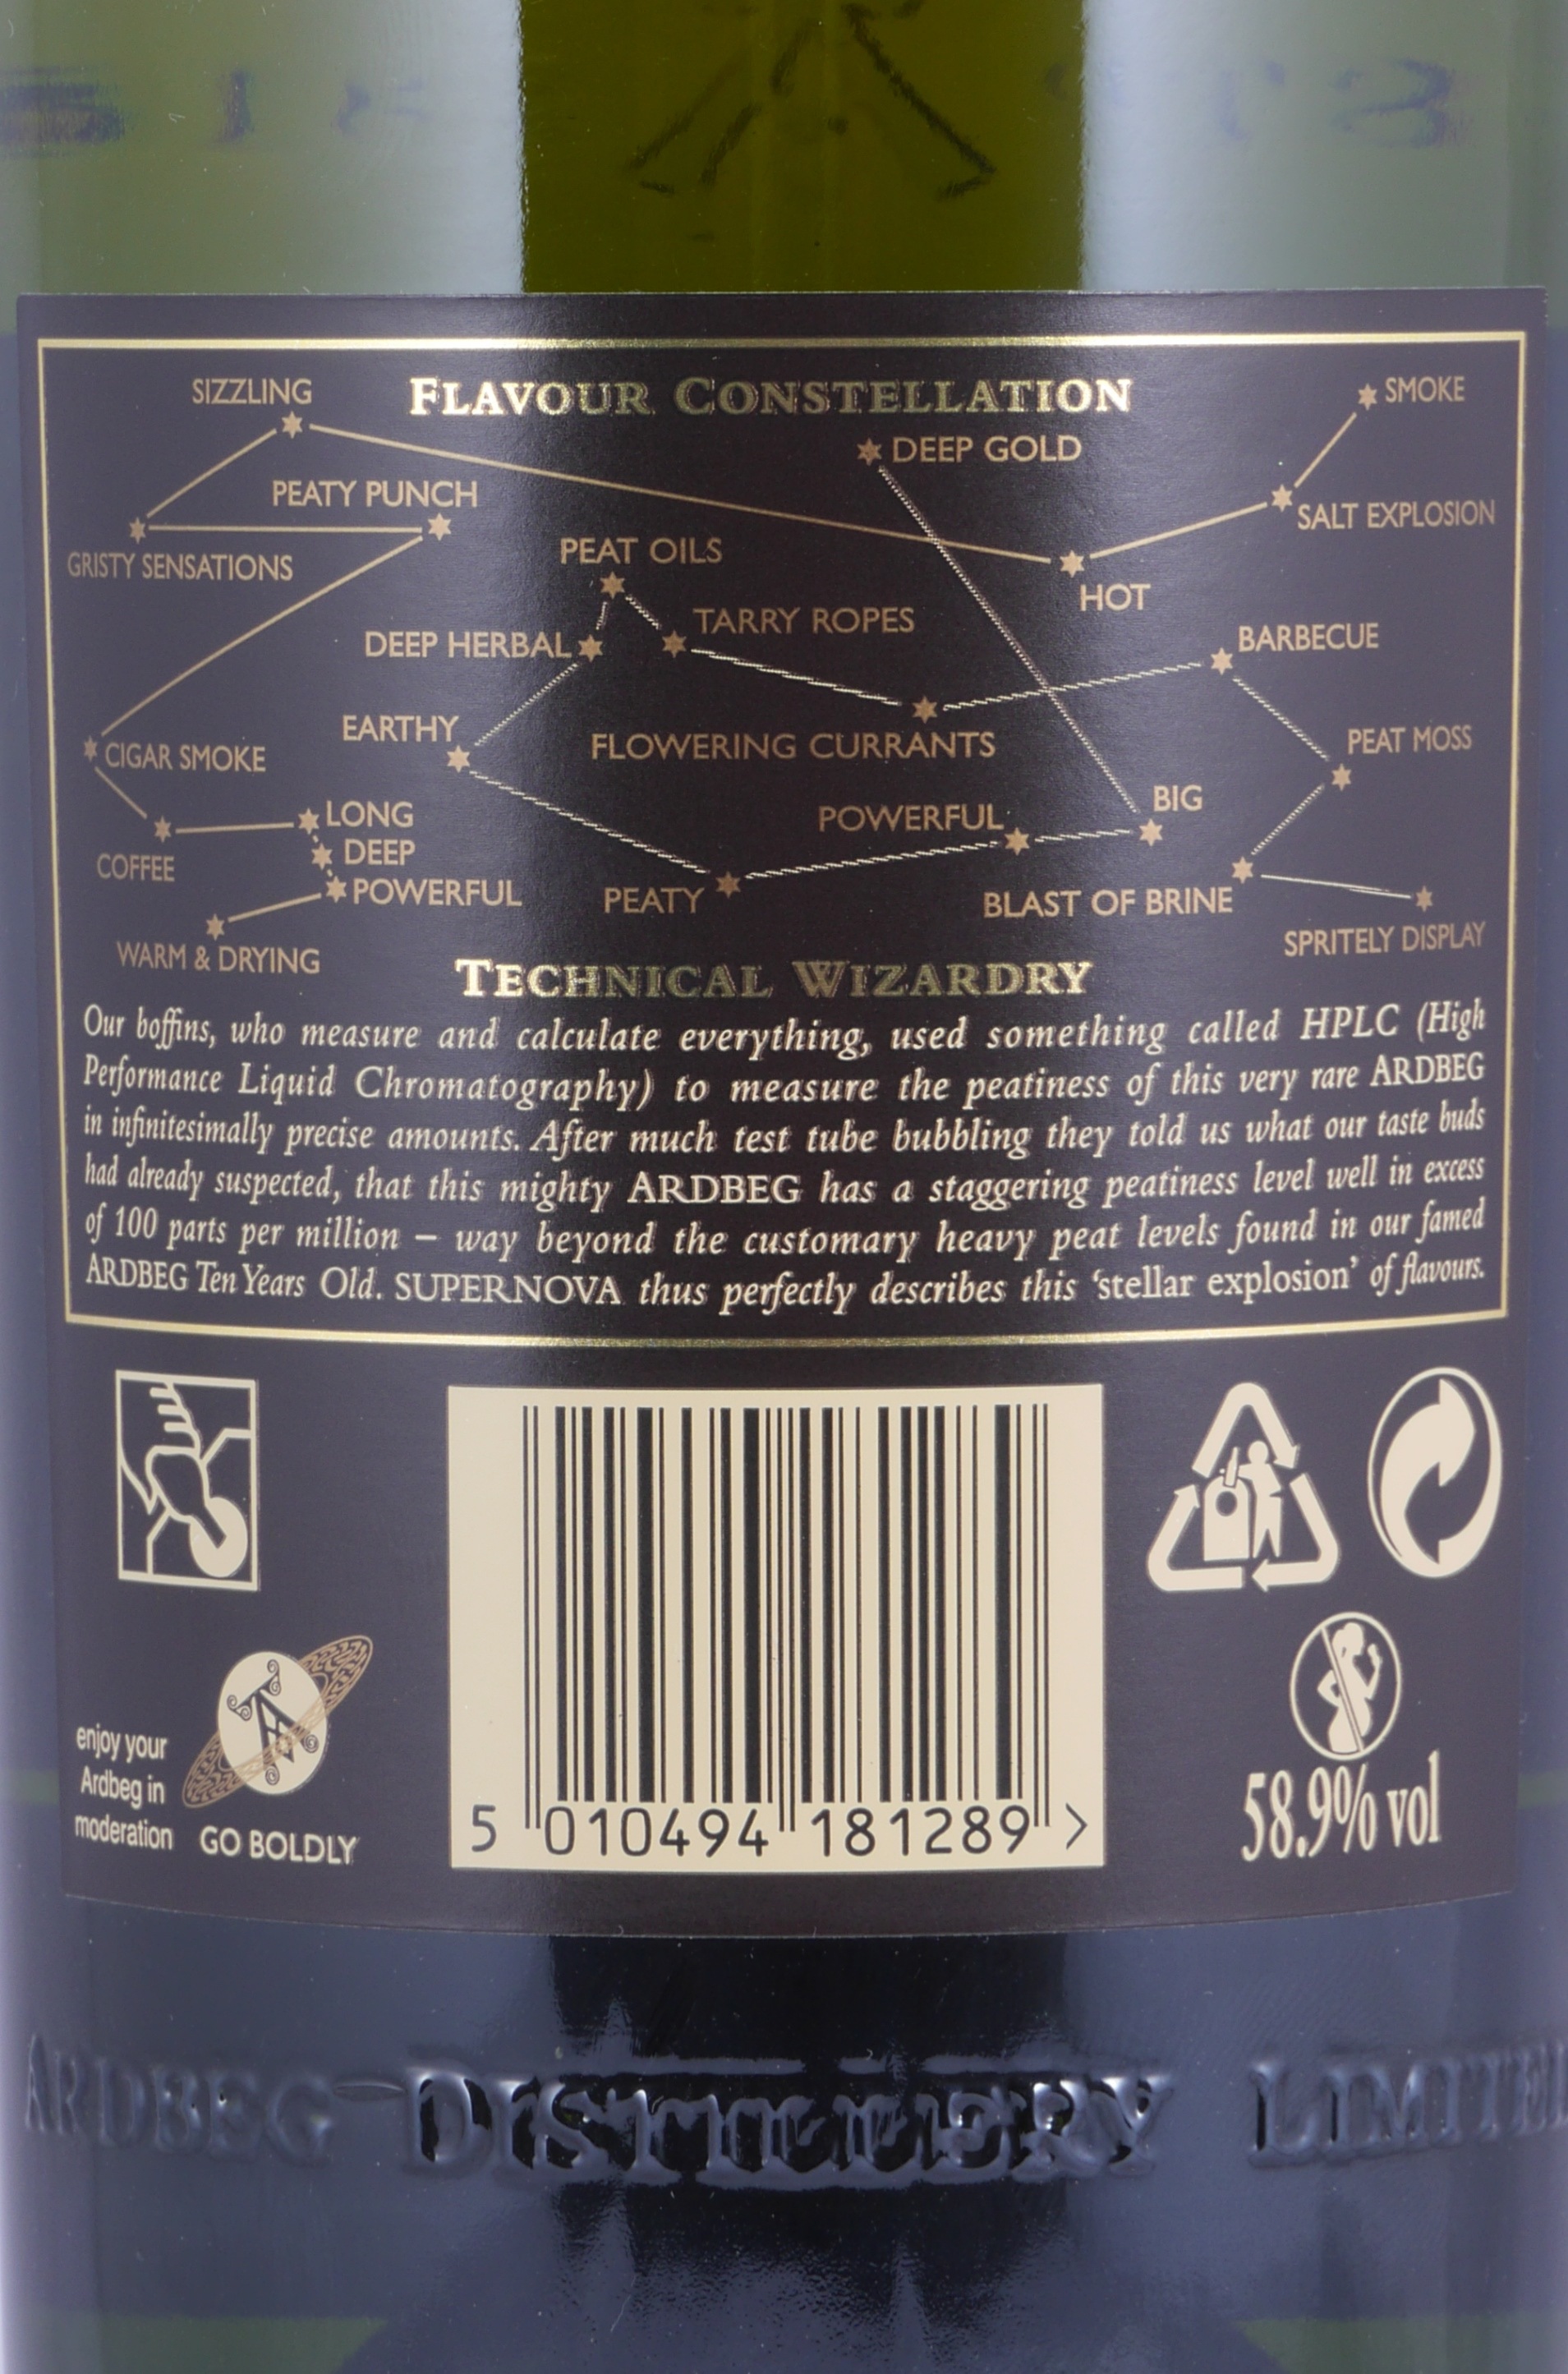 FLAVOUR CONSTELLATION
SIZZLING
SMOKE
DEEP GOLD
PEATY PUNCH
SALT EXPLOSION
GRISTY SENSATIONS
PEAT OILS
HOT
TARRY ROPES
DEEP HERBAL
BARBECUE
EARTHY
FLOWERING CURRANTS
PEAT MOSS
CIGAR SMOKE
BIG
LONG
POWERFUL
DEEP
COFFEE
POWERFUL
PEATY
BLAST OF BRINE
SPRITELY DISPLAY
WARM & DRYING
TECHNICAL WIZARDRY
Our boffins, who measure and calculate everything, used something called HPLC (High
Performance Liquid Chromatography) to measure the peatiness of this very rare ARDBEG
in infinitesimally precise amounts. After much test tube bubbling they told us what our taste buds
had already suspected, that this mighty ARDBEG has a staggering peatiness level well in excess
of 100 parts per million – way beyond the customary heavy peat levels found in our famed
ARDBEG Ten Years Old. SUPERNOVA thus perfectly describes this ‘stellar explosion’ of flavours.
enjoy your
Ardbeg in
moderation
GO BOLDLY
5 010494 181289 >
58.9% vol
ARDBEG DISTILLERY LIMITED